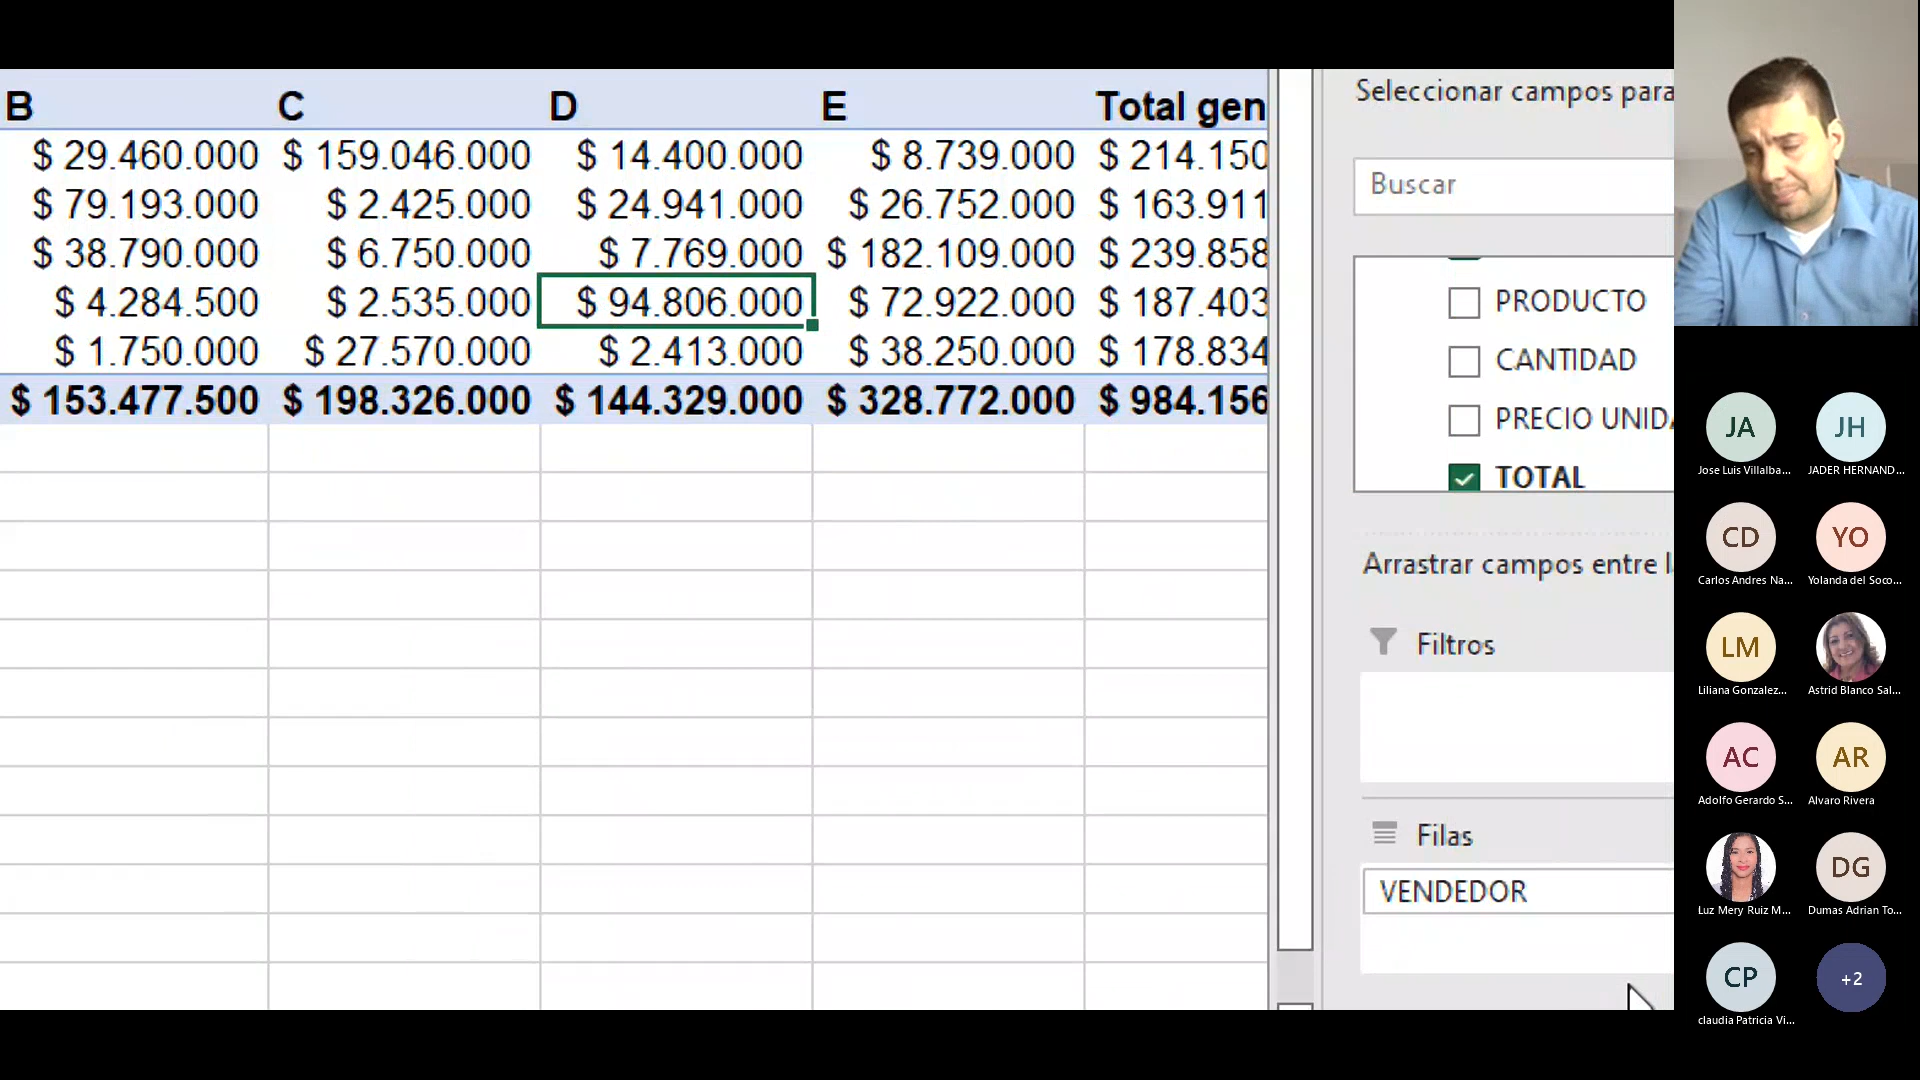 B C D E Total gen
$ 29.460.000 $ 159.046.000 $ 14.400.000 $ 8.739.000 $ 214.150
$ 79.193.000 $ 2.425.000 $ 24.941.000 $ 26.752.000 $ 163.911
$ 38.790.000 $ 6.750.000 $ 7.769.000 $ 182.109.000 $ 239.858
$ 4.284.500 $ 2.535.000 $ 94.806.000 $ 72.922.000 $ 187.403
$ 1.750.000 $ 27.570.000 $ 2.413.000 $ 38.250.000 $ 178.834
$ 153.477.500 $ 198.326.000 $ 144.329.000 $ 328.772.000 $ 984.156
Seleccionar campos para
Buscar
PRODUCTO
CANTIDAD
PRECIO UNIDA
TOTAL
Arrastrar campos entre l
Filtros
Filas
VENDEDOR
JA JH
Jose Luis Villalba... JADER HERNAND...
CD YO
Carlos Andres Na... Yolanda del Soco...
LM
Liliana Gonzalez... Astrid Blanco Sal...
AC AR
Adolfo Gerardo S... Alvaro Rivera
DG
Luz Mery Ruiz M... Dumas Adrian To...
CP +2
claudia Patricia Vi...